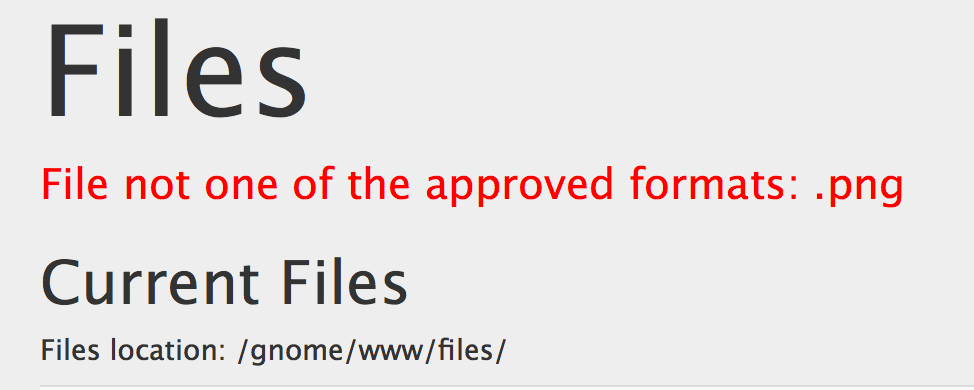 Files
File not one of the approved formats: .png
Current Files
Files location: /gnome/www/files/